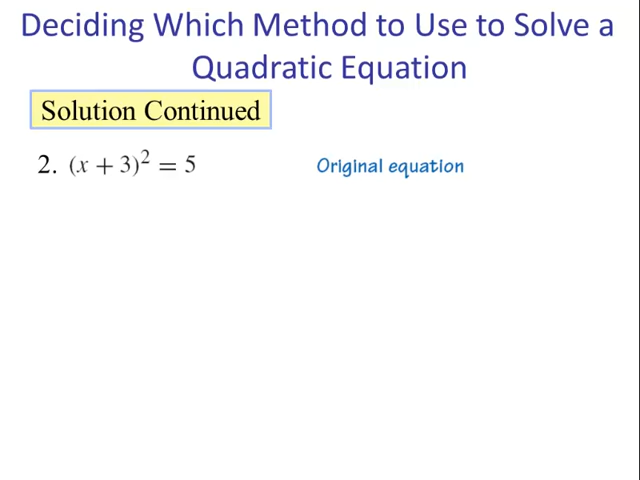 Deciding Which Method to Use to Solve a
Quadratic Equation
Solution Continued
2. (x + 3)² = 5 Original equation